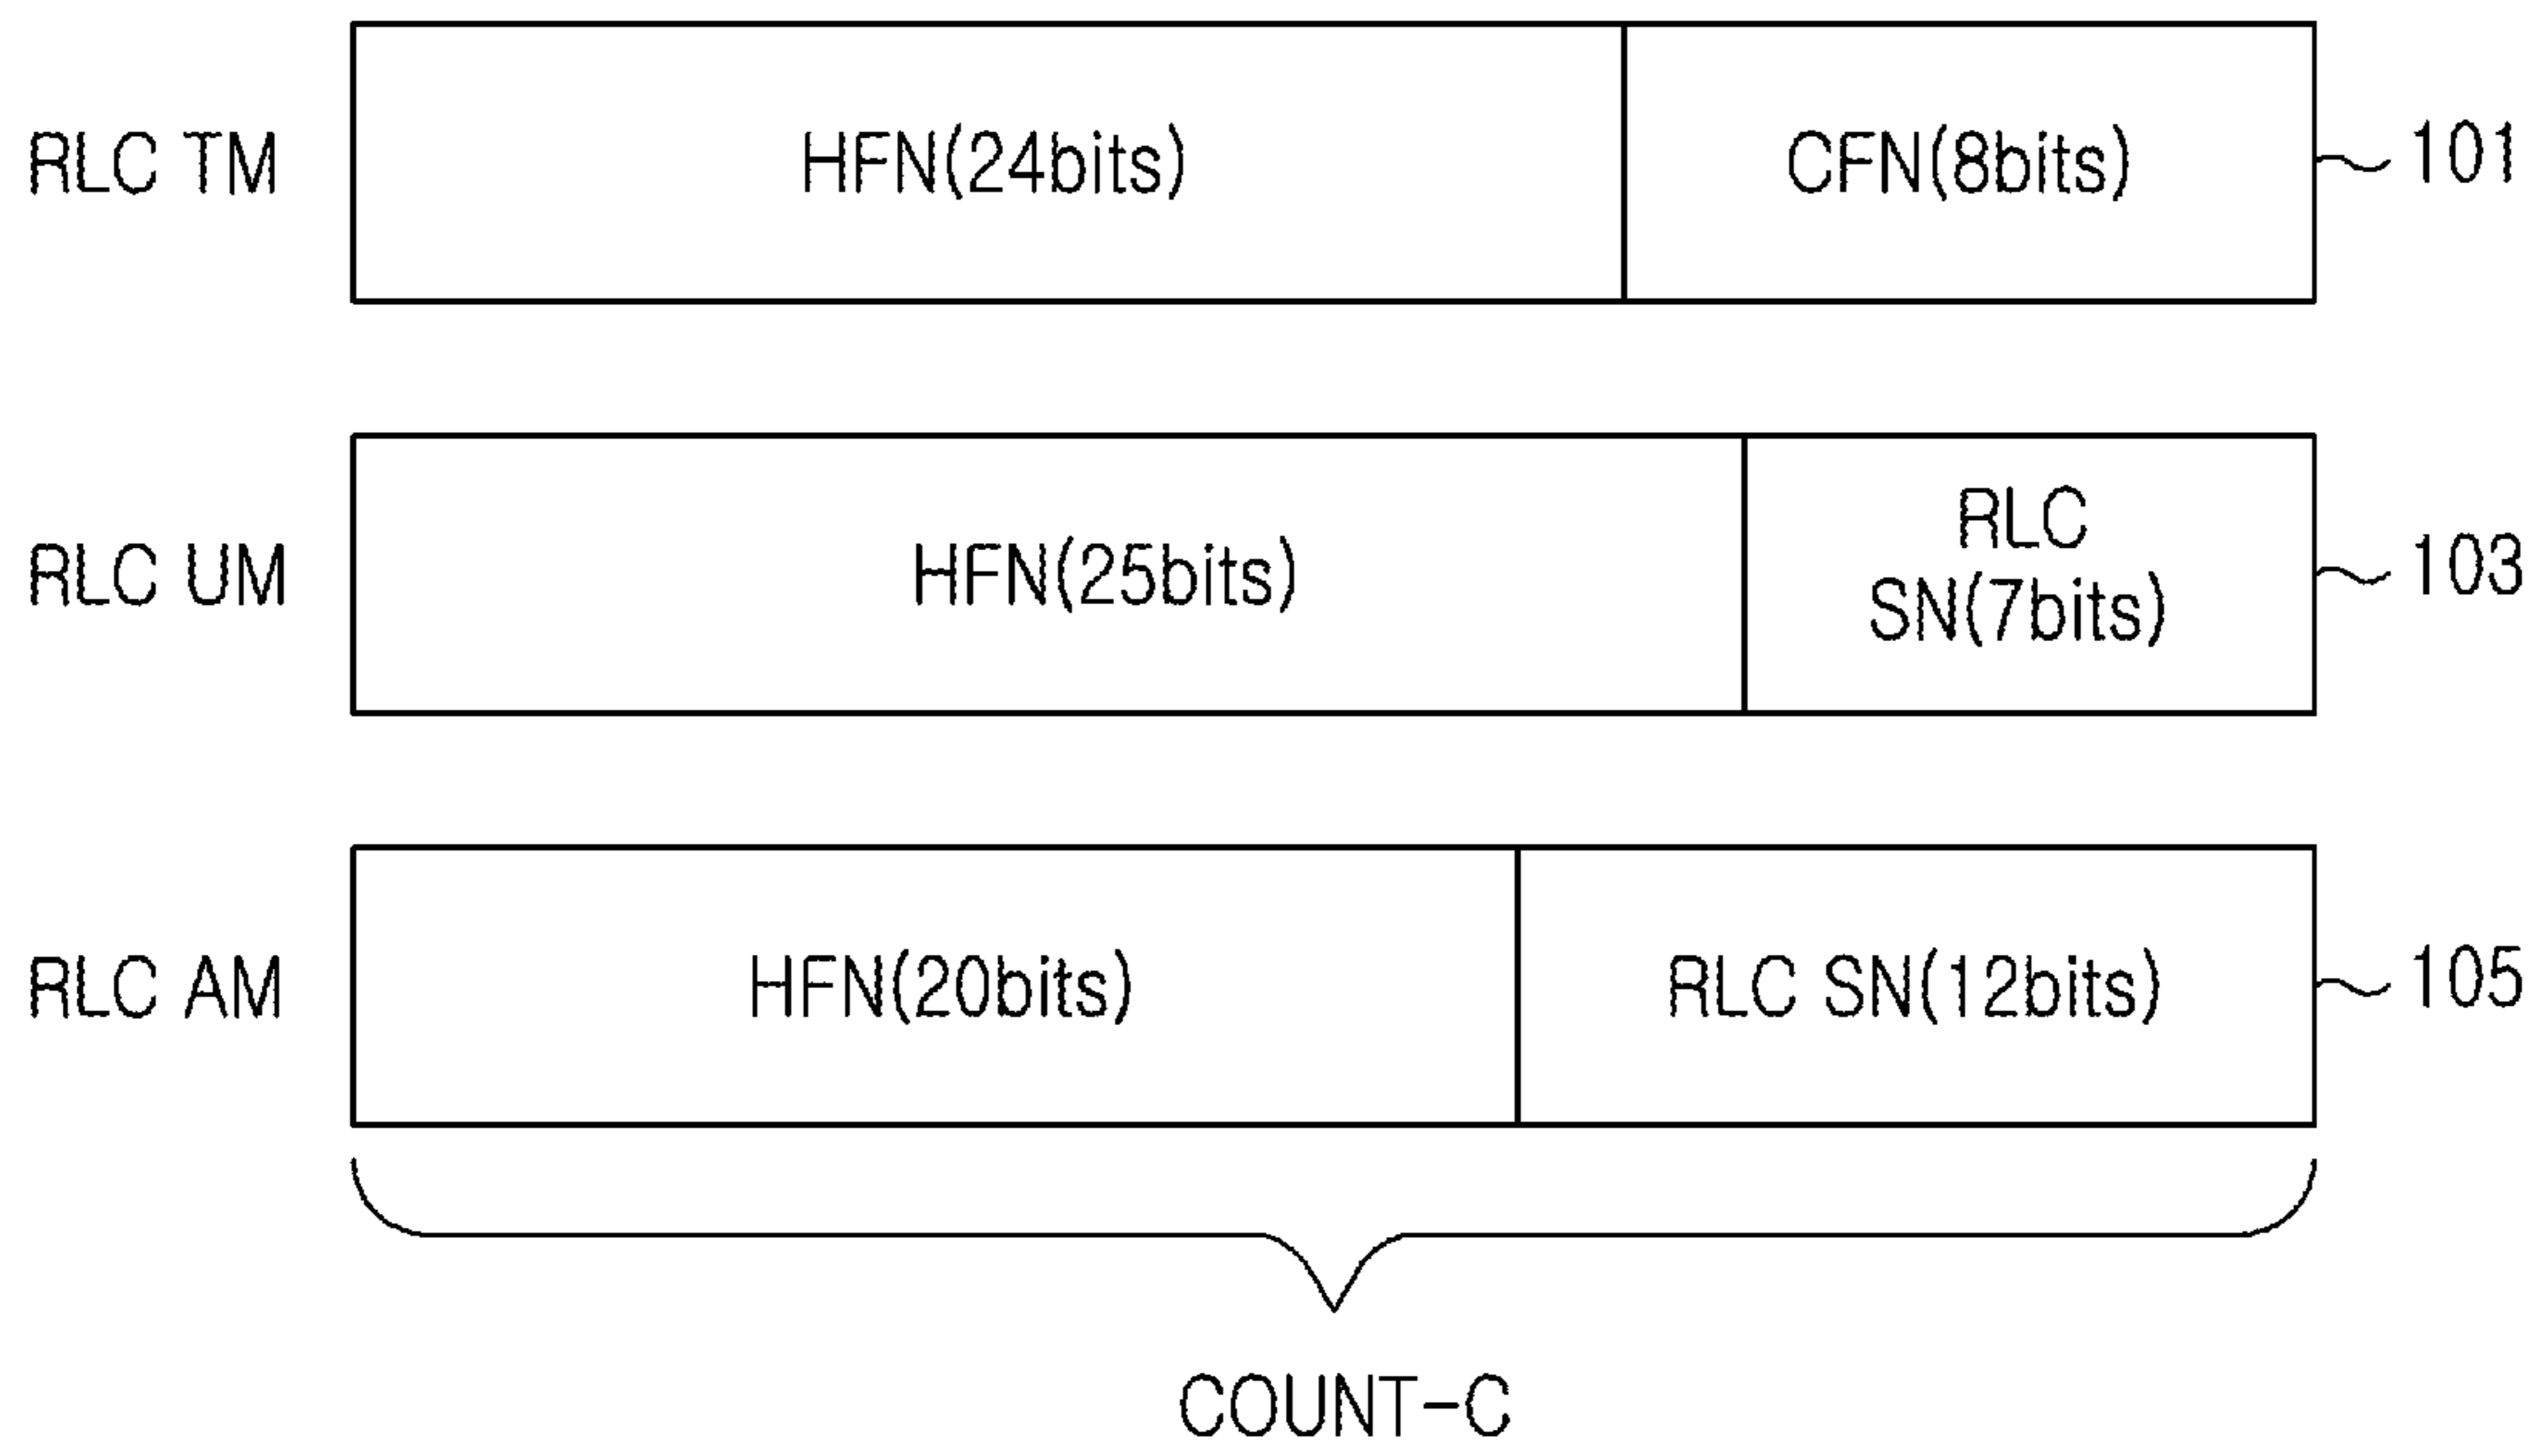 RLC TM HFN(24bits) CFN(8bits) 101
RLC UM HFN(25bits) RLC
SN(7bits) 103
RLC AM HFN(20bits) RLC SN(12bits) 105
COUNT-C